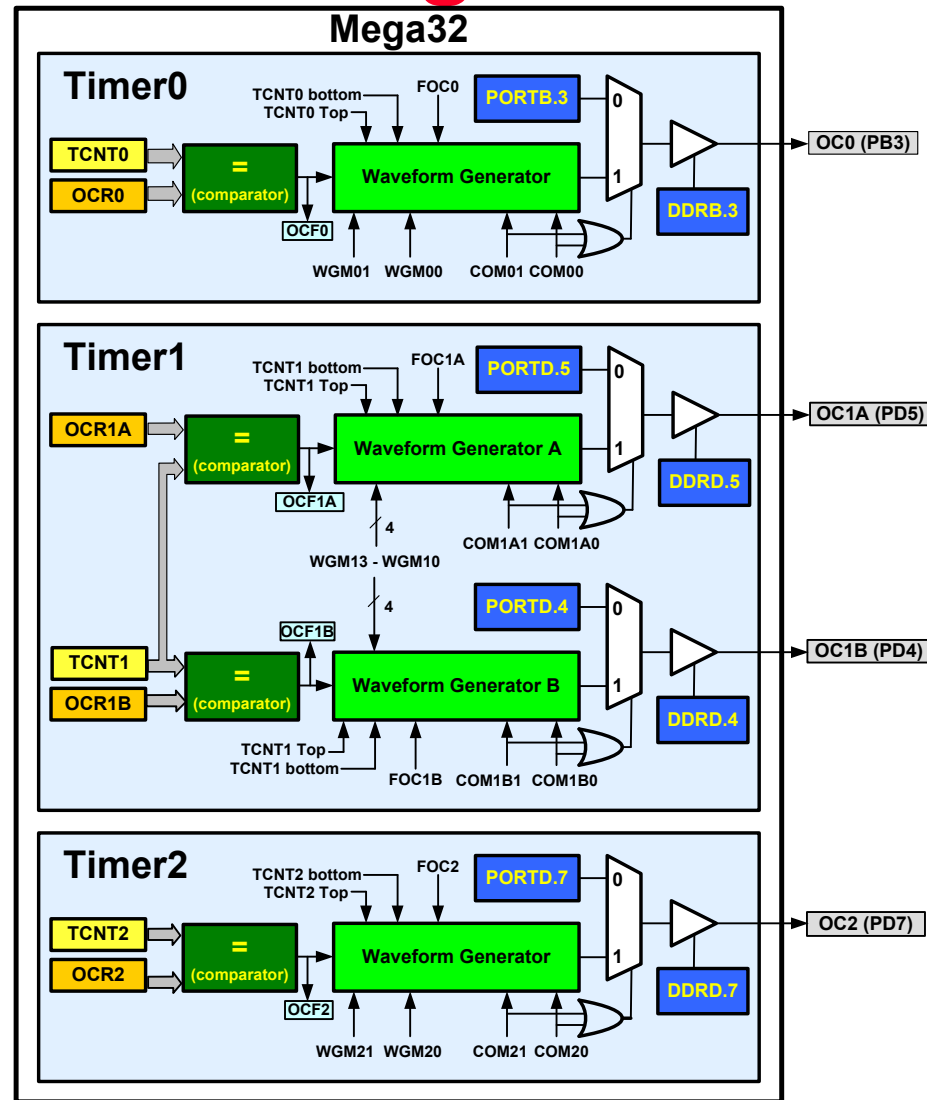 Mega32
Timer0
TCNT0 bottom
TCNT0 Top
FOC0
PORTB.3
0
TCNT0
OCR0
=
(comparator)
OCF0
Waveform Generator
1
DDRB.3
OC0 (PB3)
WGM01
WGM00
COM01
COM00
Timer1
TCNT1 bottom
TCNT1 Top
FOC1A
PORTD.5
0
OCR1A
=
(comparator)
OCF1A
Waveform Generator A
1
DDRD.5
OC1A (PD5)
4
COM1A1 COM1A0
WGM13 - WGM10
4
PORTD.4
0
OCF1B
TCNT1
OCR1B
=
(comparator)
Waveform Generator B
1
DDRD.4
OC1B (PD4)
TCNT1 Top
TCNT1 bottom
FOC1B
COM1B1
COM1B0
Timer2
TCNT2 bottom
TCNT2 Top
FOC2
PORTD.7
0
TCNT2
OCR2
=
(comparator)
OCF2
Waveform Generator
1
DDRD.7
OC2 (PD7)
WGM21
WGM20
COM21
COM20